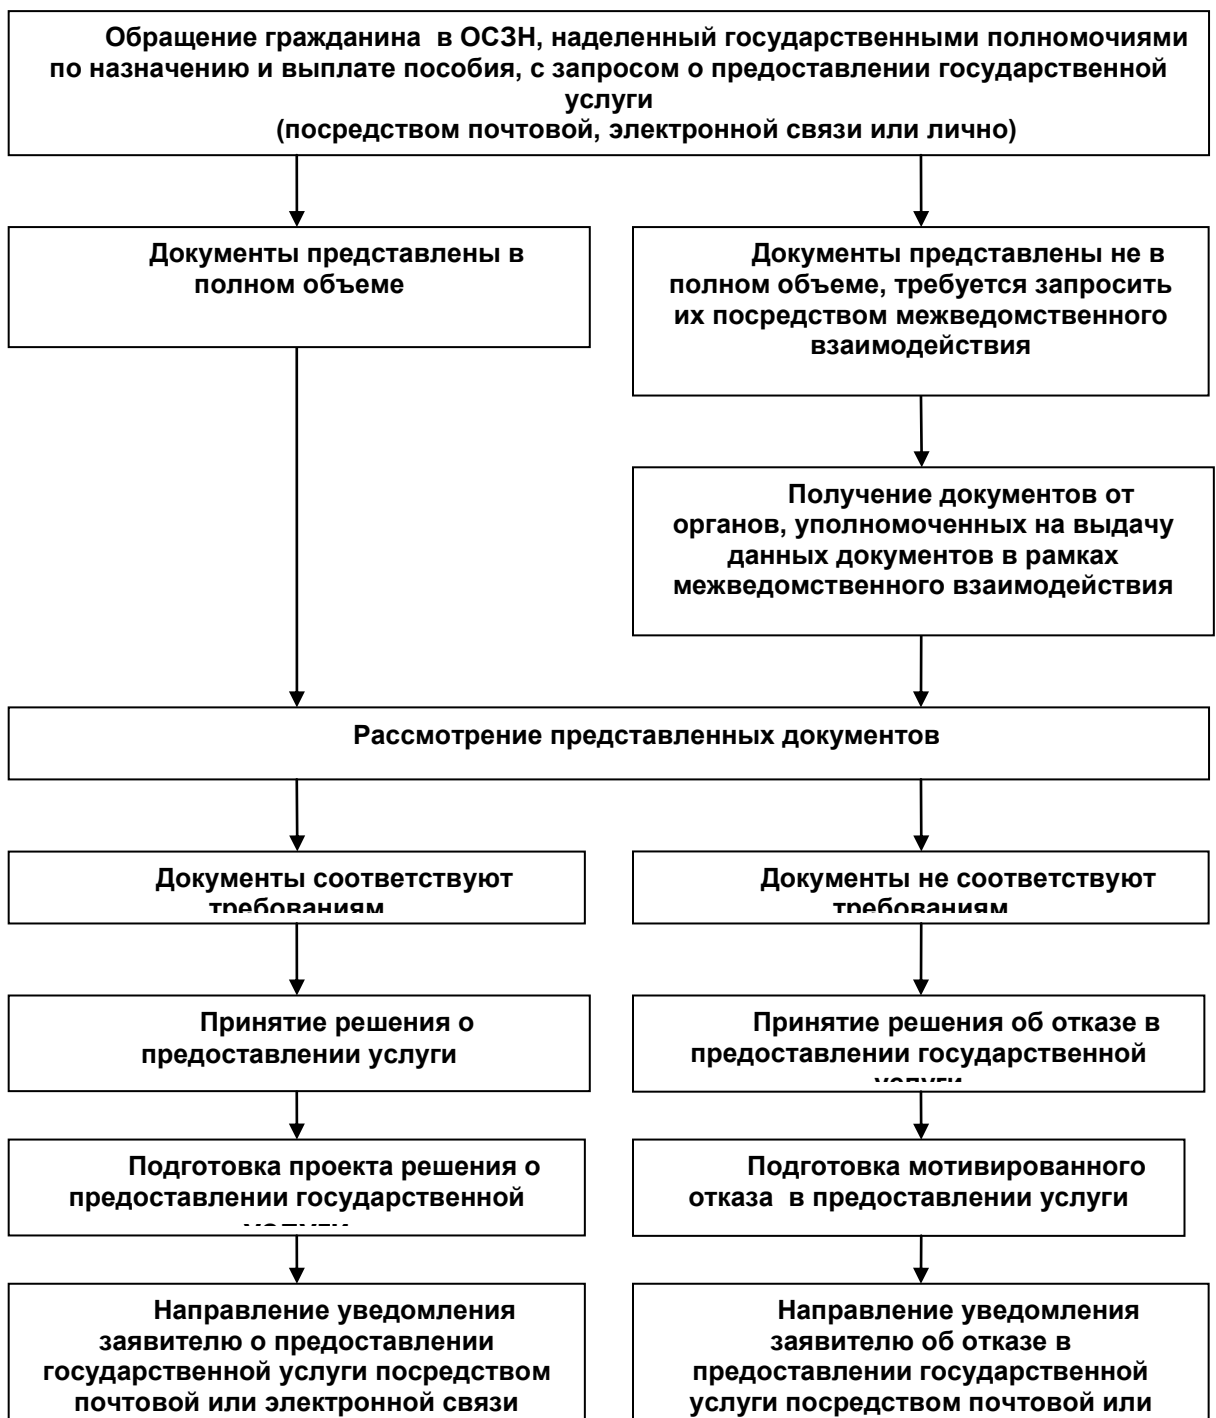 Обращение гражданина в ОСЗН, наделенный государственными полномочиями
по назначению и выплате пособия, с запросом о предоставлении государственной
услуги
(посредством почтовой, электронной связи или лично)
Документы представлены в
полном объеме
Документы представлены не в
полном объеме, требуется запросить
их посредством межведомственного
взаимодействия
Получение документов от
органов, уполномоченных на выдачу
данных документов в рамках
межведомственного взаимодействия
Рассмотрение представленных документов
Документы соответствуют
требованиям
Документы не соответствуют
требованиям
Принятие решения о
предоставлении услуги
Принятие решения об отказе в
предоставлении государственной
услуги
Подготовка проекта решения о
предоставлении государственной
услуги
Подготовка мотивированного
отказа в предоставлении услуги
Направление уведомления
заявителю о предоставлении
государственной услуги посредством
почтовой или электронной связи
Направление уведомления
заявителю об отказе в
предоставлении государственной
услуги посредством почтовой или